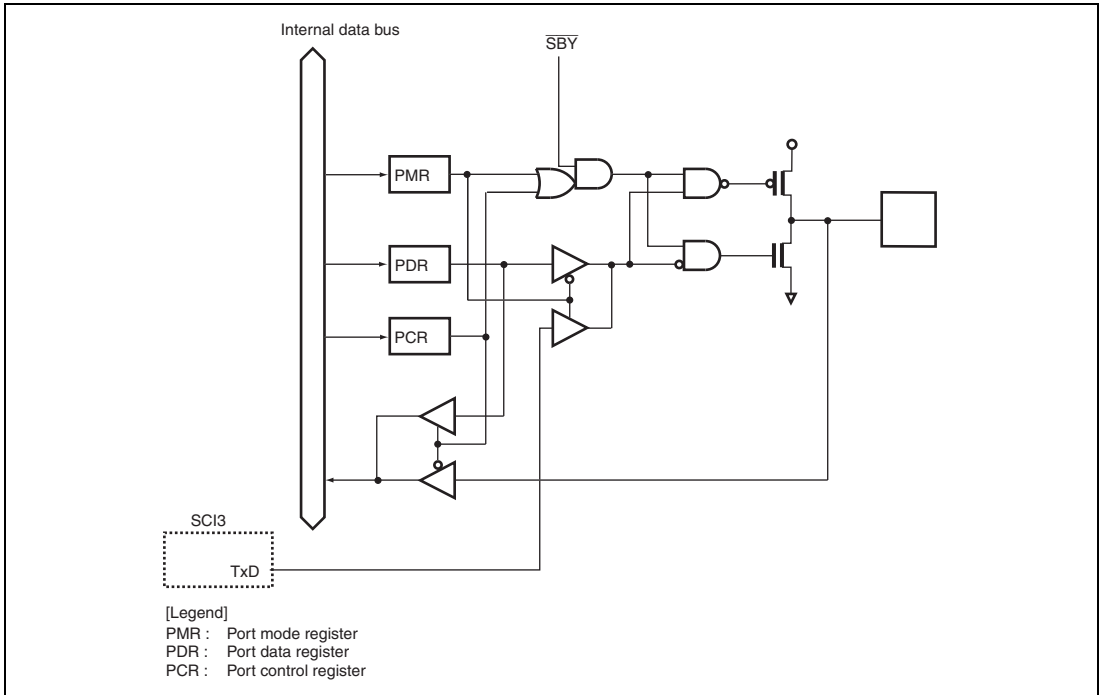 Internal data bus
SBY
PMR
PDR
PCR
SCI3
TxD
[Legend]
PMR : Port mode register
PDR : Port data register
PCR : Port control register